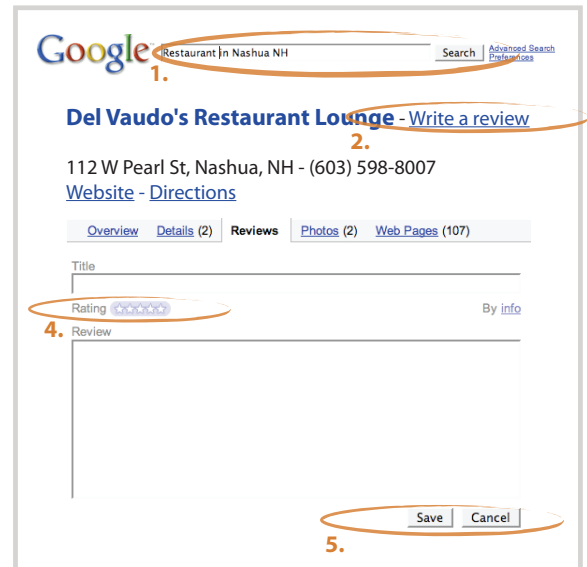 Google Restaurant in Nashua NH Search Advanced Search
Preferences
1.
Del Vaudo's Restaurant Lounge - Write a review
2.
112 W Pearl St, Nashua, NH - (603) 598-8007
Website - Directions
Overview Details (2) Reviews Photos (2) Web Pages (107)
Title
Rating By info
4. Review
Save Cancel
5.